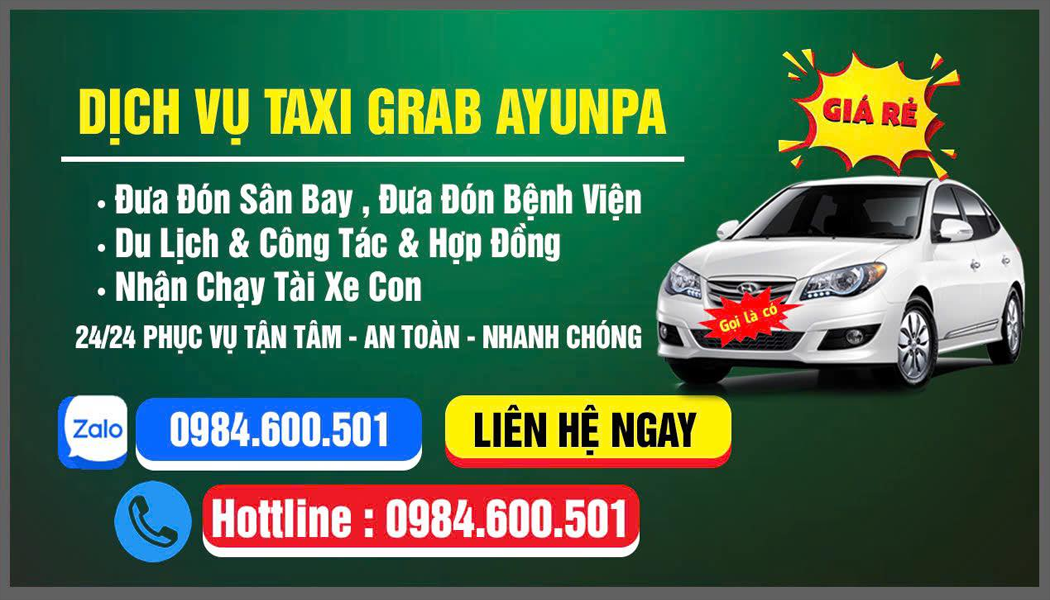 DỊCH VỤ TAXI GRAB AYUNPA
GIÁ RẺ
• Đưa Đón Sân Bay , Đưa Đón Bệnh Viện
• Du Lịch & Công Tác & Hợp Đồng
• Nhận Chạy Tài Xe Con
Gọi là có
24/24 PHỤC VỤ TẬN TÂM - AN TOÀN - NHANH CHÓNG
Zalo 0984.600.501
LIÊN HỆ NGAY
Hottline : 0984.600.501